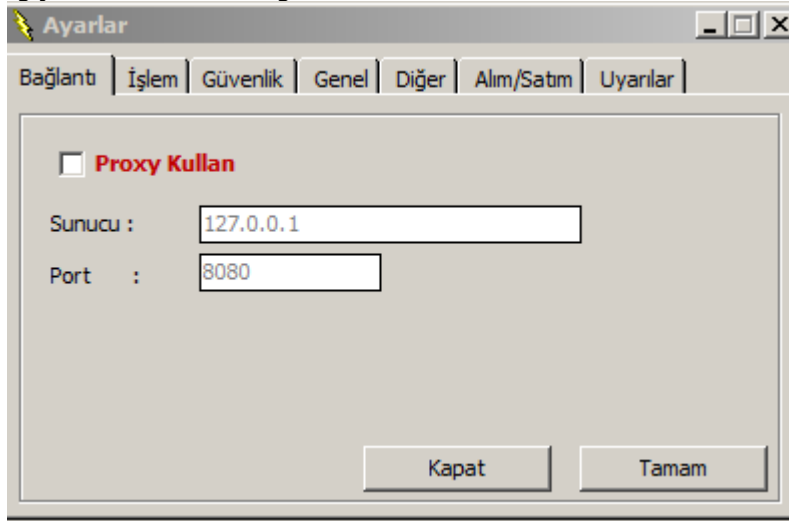 Ayarlar
Bağlantı İşlem Güvenlik Genel Diğer Alım/Satım Uyarılar
Proxy Kullan
Sunucu : 127.0.0.1
Port : 8080
Kapat Tamam